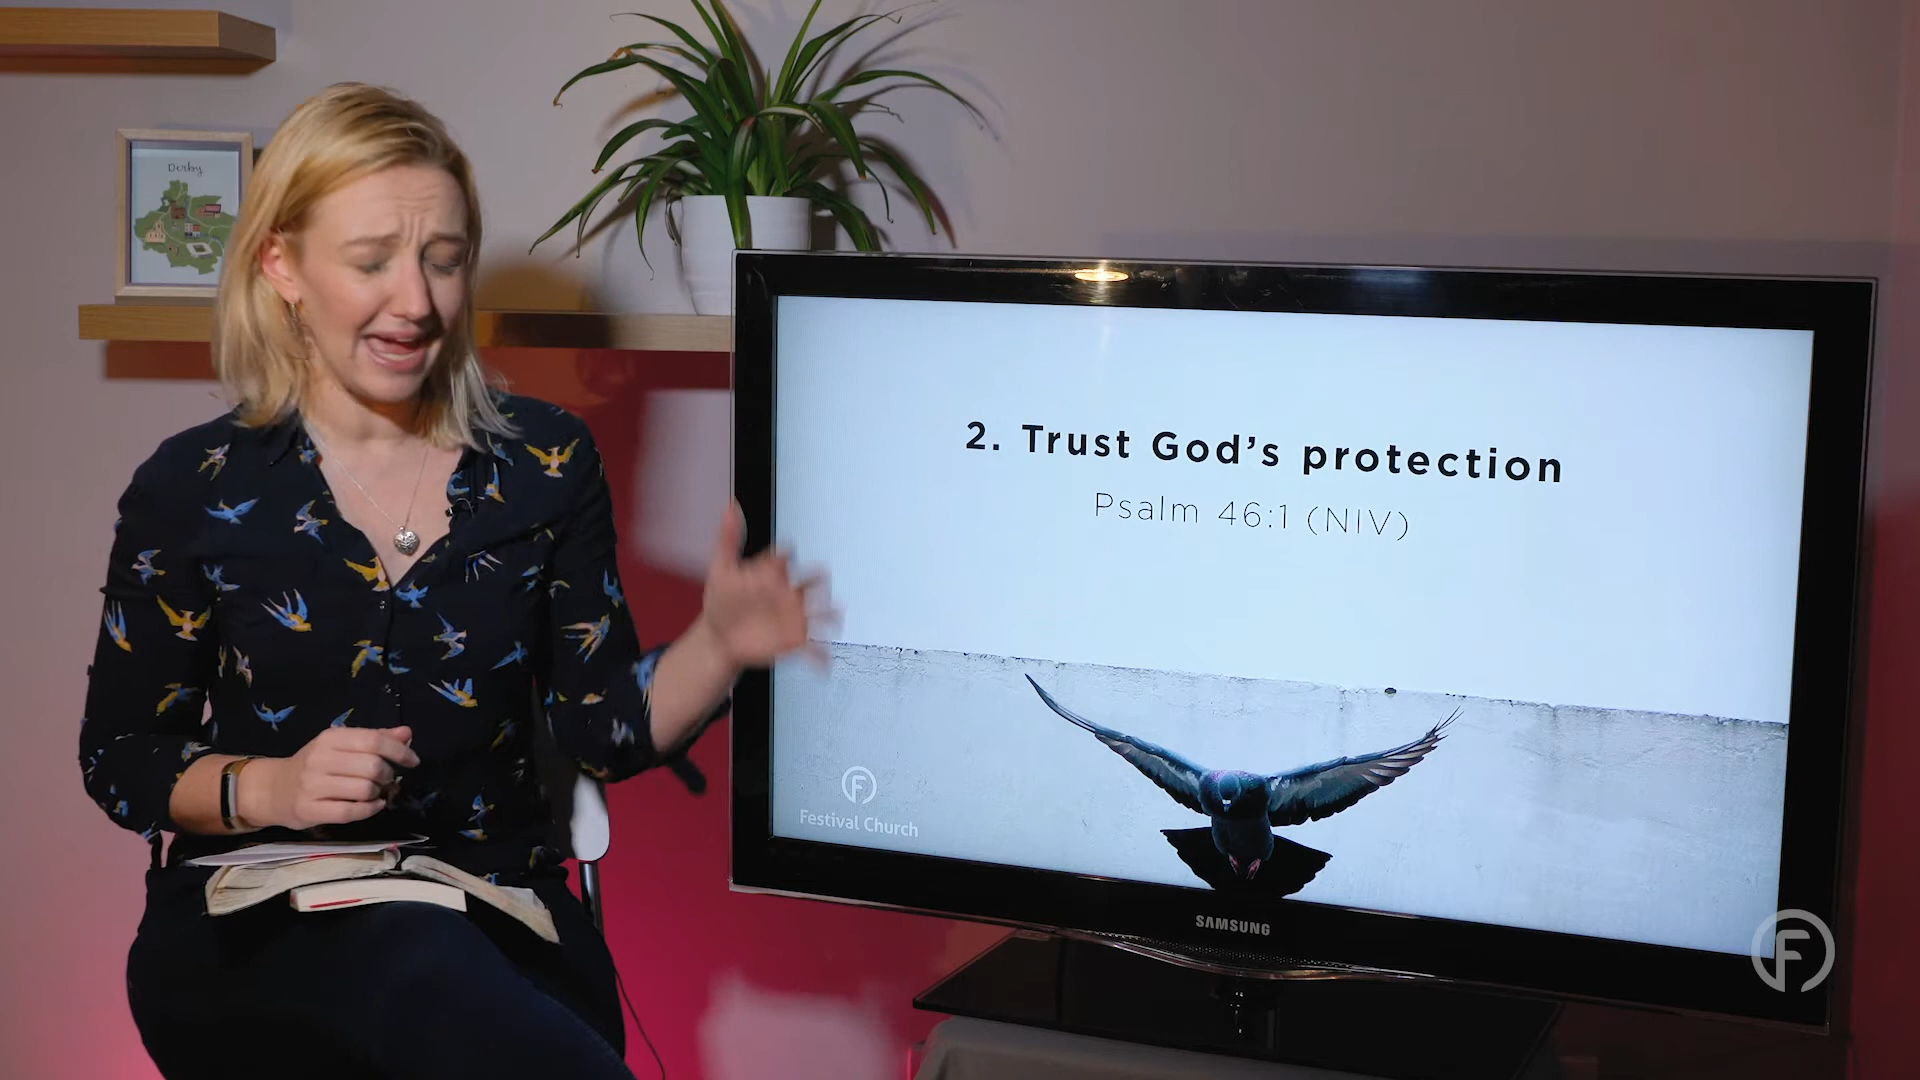 Derby
2. Trust God's protection
Psalm 46:1 (NIV)
Festival Church
SAMSUNG